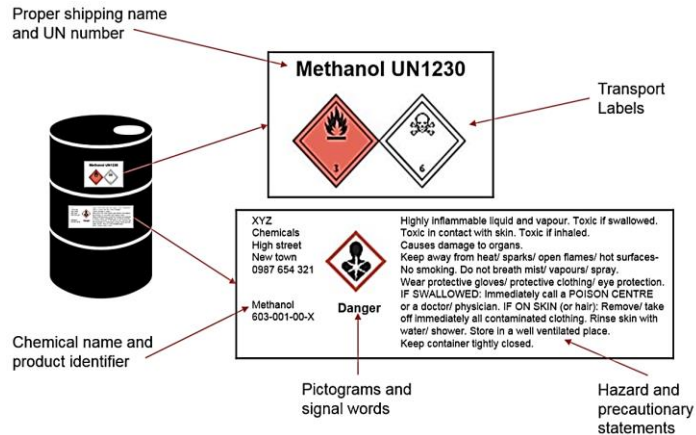 Proper shipping name
and UN number
Methanol UN1230
3
6
Transport
Labels
Methanol UN1230
XYZ
Chemicals
High street
New town
0987 654 321
Methanol
603-001-00-X
Danger
Highly inflammable liquid and vapour. Toxic if swallowed.
Toxic in contact with skin. Toxic if inhaled.
Causes damage to organs.
Keep away from heat/ sparks/ open flames/ hot surfaces-
No smoking. Do not breath mist/ vapours/ spray.
Wear protective gloves/ protective clothing/ eye protection.
IF SWALLOWED: Immediately call a POISON CENTRE
or a doctor/ physician. IF ON SKIN (or hair): Remove/ take
off immediately all contaminated clothing. Rinse skin with
water/ shower. Store in a well ventilated place.
Keep container tightly closed.
Chemical name and
product identifier
Pictograms and
signal words
Hazard and
precautionary
statements